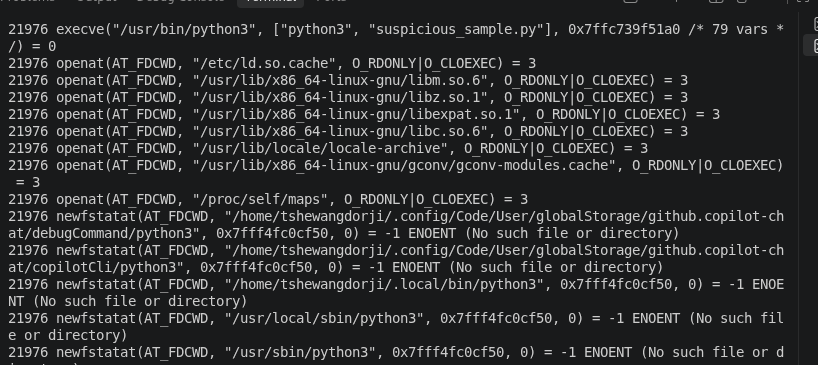 21976 execve("/usr/bin/python3", ["python3", "suspicious_sample.py"], 0x7ffc739f51a0 /* 79 vars *
/) = 0
21976 openat(AT_FDCWD, "/etc/ld.so.cache", O_RDONLY|O_CLOEXEC) = 3
21976 openat(AT_FDCWD, "/usr/lib/x86_64-linux-gnu/libm.so.6", O_RDONLY|O_CLOEXEC) = 3
21976 openat(AT_FDCWD, "/usr/lib/x86_64-linux-gnu/libz.so.1", O_RDONLY|O_CLOEXEC) = 3
21976 openat(AT_FDCWD, "/usr/lib/x86_64-linux-gnu/libexpat.so.1", O_RDONLY|O_CLOEXEC) = 3
21976 openat(AT_FDCWD, "/usr/lib/x86_64-linux-gnu/libc.so.6", O_RDONLY|O_CLOEXEC) = 3
21976 openat(AT_FDCWD, "/usr/lib/locale/locale-archive", O_RDONLY|O_CLOEXEC) = 3
21976 openat(AT_FDCWD, "/usr/lib/x86_64-linux-gnu/gconv/gconv-modules.cache", O_RDONLY|O_CLOEXEC)
 = 3
21976 openat(AT_FDCWD, "/proc/self/maps", O_RDONLY|O_CLOEXEC) = 3
21976 newfstatat(AT_FDCWD, "/home/tshewangdorji/.config/Code/User/globalStorage/github.copilot-ch
at/debugCommand/python3", 0x7fff4fc0cf50, 0) = -1 ENOENT (No such file or directory)
21976 newfstatat(AT_FDCWD, "/home/tshewangdorji/.config/Code/User/globalStorage/github.copilot-ch
at/copilotCli/python3", 0x7fff4fc0cf50, 0) = -1 ENOENT (No such file or directory)
21976 newfstatat(AT_FDCWD, "/home/tshewangdorji/.local/bin/python3", 0x7fff4fc0cf50, 0) = -1 ENOE
NT (No such file or directory)
21976 newfstatat(AT_FDCWD, "/usr/local/sbin/python3", 0x7fff4fc0cf50, 0) = -1 ENOENT (No such fil
e or directory)
21976 newfstatat(AT_FDCWD, "/usr/sbin/python3", 0x7fff4fc0cf50, 0) = -1 ENOENT (No such file or d